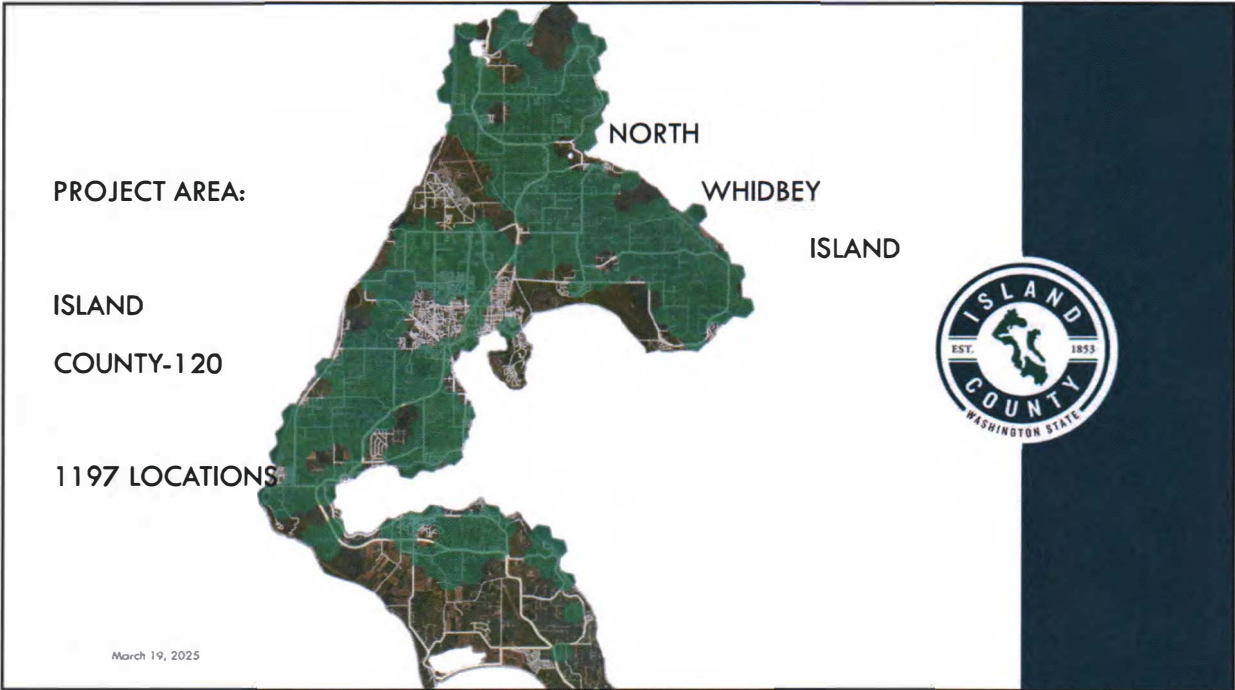 PROJECT AREA:
ISLAND
COUNTY-120
1197 LOCATIONS
NORTH
WHIDBEY
ISLAND
ISLAND
EST. 1853
COUNTY
WASHINGTON STATE
March 19, 2025